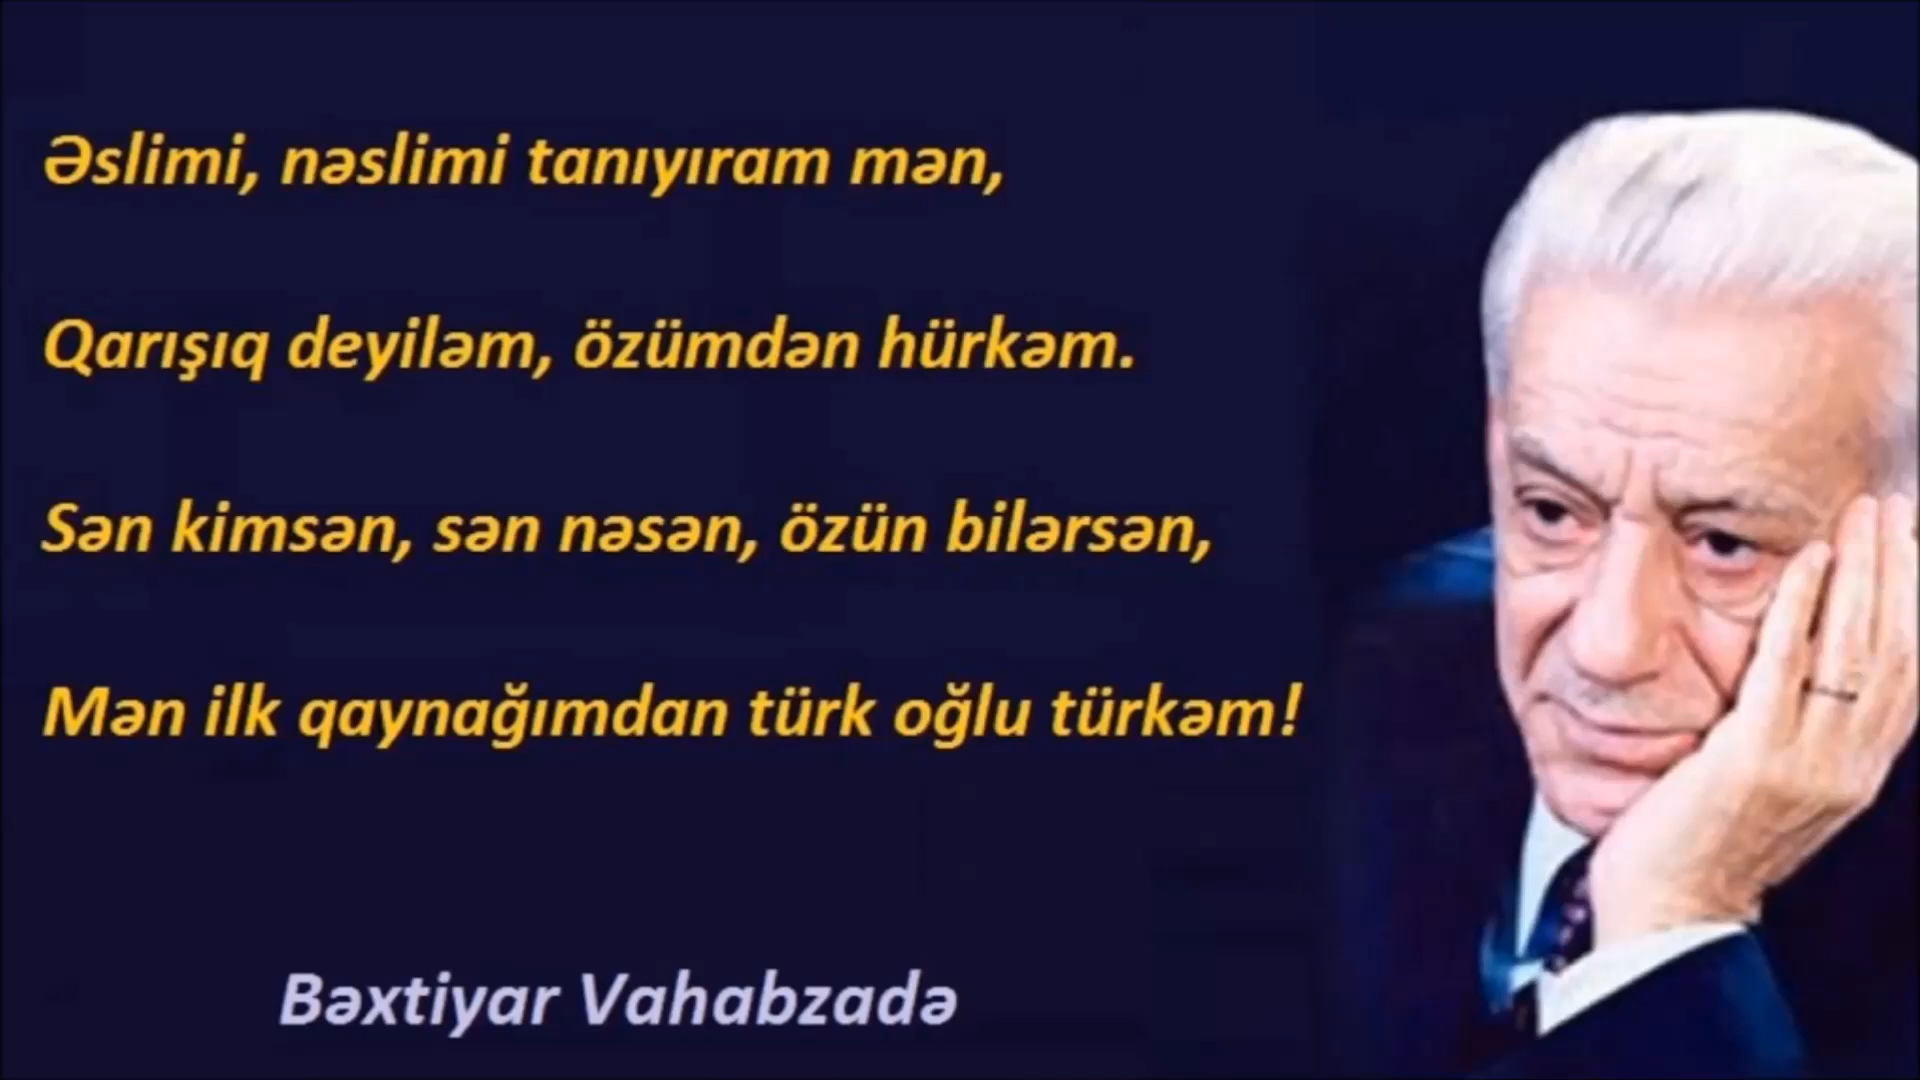 Əslimi, nəslimi tanıyıram mən,
Qarışıq deyiləm, özümdən hürkəm.
Sən kimsən, sən nəsən, özün bilərsən,
Mən ilk qaynağımdan türk oğlu türkəm!
Bəxtiyar Vahabzadə